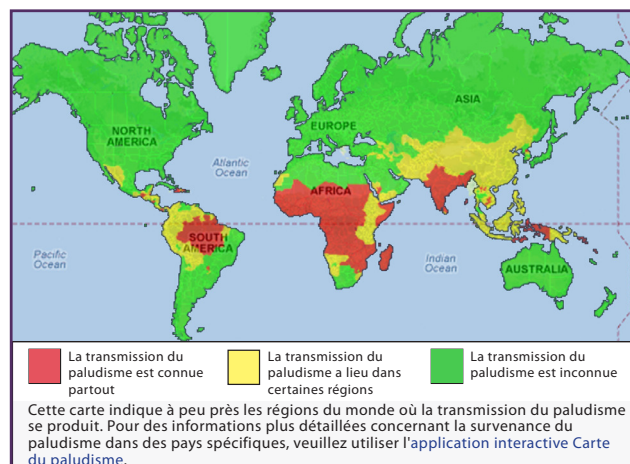 NORTH
AMERICA
EUROPE
ASIA
Atlantic
Ocean
AFRICA
Pacific
Ocean
SOUTH
AMERICA
Indian
Ocean
AUSTRALIA
La transmission du
paludisme est connue
partout
La transmission du
paludisme a lieu dans
certaines régions
La transmission du
paludisme est inconnue
Cette carte indique à peu près les régions du monde où la transmission du paludisme
se produit. Pour des informations plus détaillées concernant la survenance du
paludisme dans des pays spécifiques, veuillez utiliser l'application interactive Carte
du paludisme.